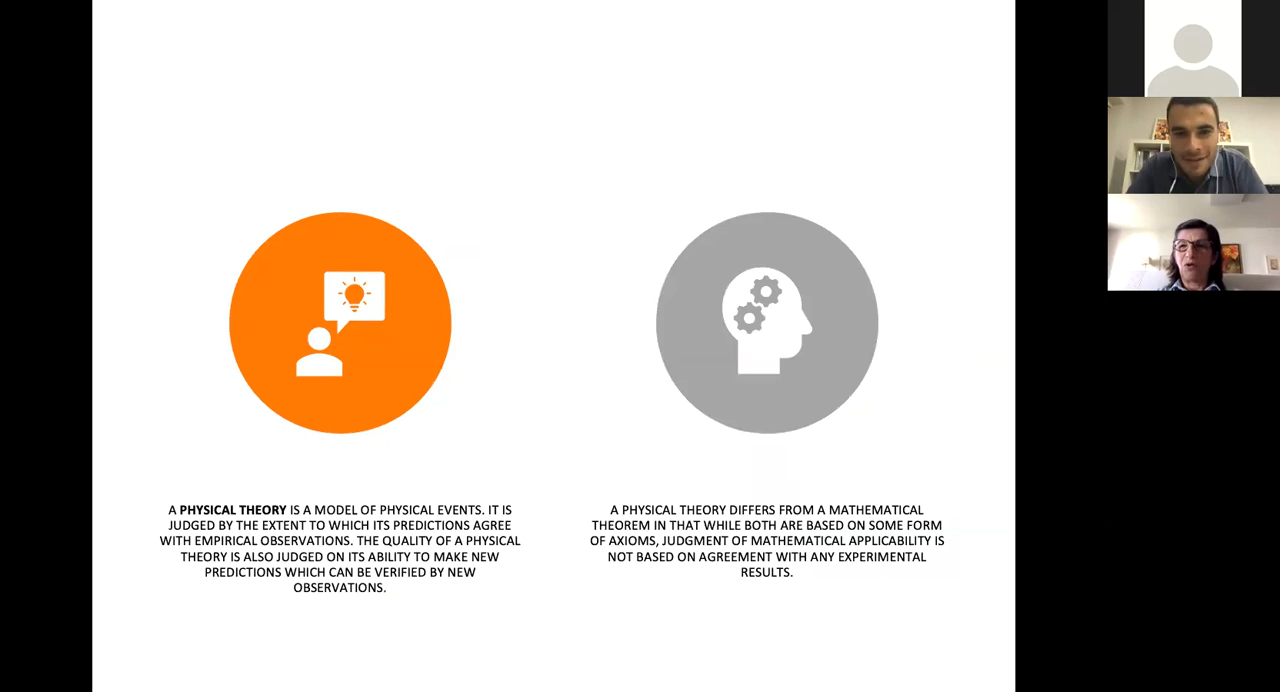 A PHYSICAL THEORY IS A MODEL OF PHYSICAL EVENTS. IT IS
JUDGED BY THE EXTENT TO WHICH ITS PREDICTIONS AGREE
WITH EMPIRICAL OBSERVATIONS. THE QUALITY OF A PHYSICAL
THEORY IS ALSO JUDGED ON ITS ABILITY TO MAKE NEW
PREDICTIONS WHICH CAN BE VERIFIED BY NEW
OBSERVATIONS.
A PHYSICAL THEORY DIFFERS FROM A MATHEMATICAL
THEOREM IN THAT WHILE BOTH ARE BASED ON SOME FORM
OF AXIOMS, JUDGMENT OF MATHEMATICAL APPLICABILITY IS
NOT BASED ON AGREEMENT WITH ANY EXPERIMENTAL
RESULTS.